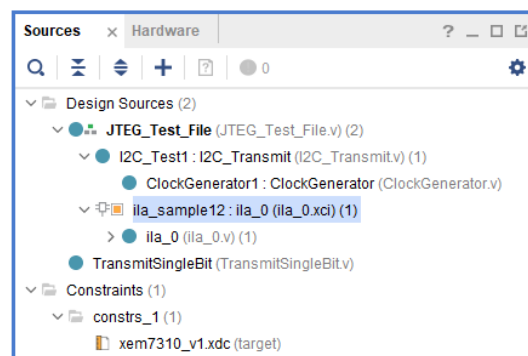 Sources × Hardware ? _
0
Design Sources (2)
JTEG_Test_File (JTEG_Test_File.v) (2)
I2C_Test1 : I2C_Transmit (I2C_Transmit.v) (1)
ClockGenerator1 : ClockGenerator (ClockGenerator.v)
ila_sample12 : ila_0 (ila_0.xci) (1)
ila_0 (ila_0.v) (1)
TransmitSingleBit (TransmitSingleBit.v)
Constraints (1)
constrs_1 (1)
xem7310_v1.xdc (target)